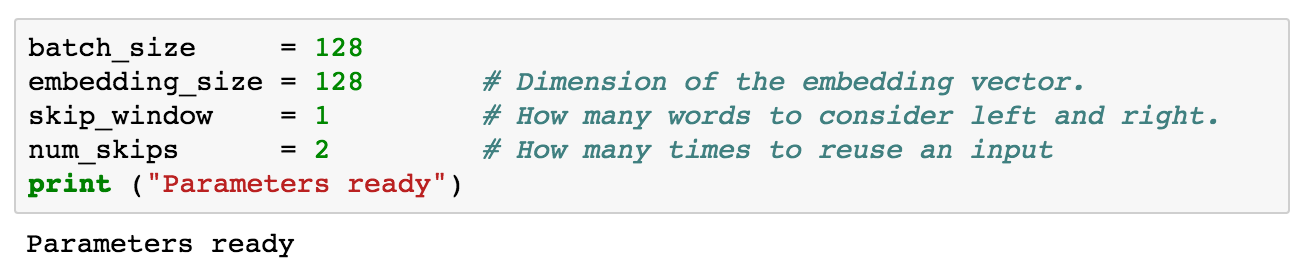 batch_size     = 128
embedding_size = 128       # Dimension of the embedding vector.
skip_window    = 1         # How many words to consider left and right.
num_skips      = 2         # How many times to reuse an input
print ("Parameters ready")
Parameters ready